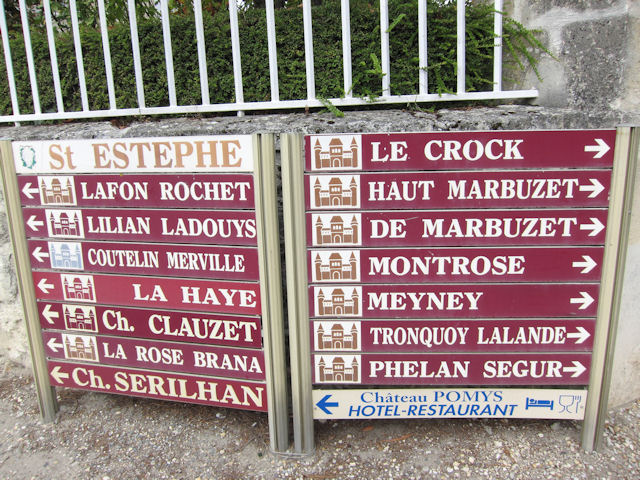 St ESTEPHE
LAFON ROCHET
LILIAN LADOUYS
COUTELIN MERVILLE
LA HAYE
Ch. CLAUZET
LA ROSE BRANA
Ch. SERILHAN
LE CROCK
HAUT MARBUZET
DE MARBUZET
MONTROSE
MEYNEY
TRONQUOY LALANDE
PHELAN SEGUR
Château POMYS
HOTEL-RESTAURANT